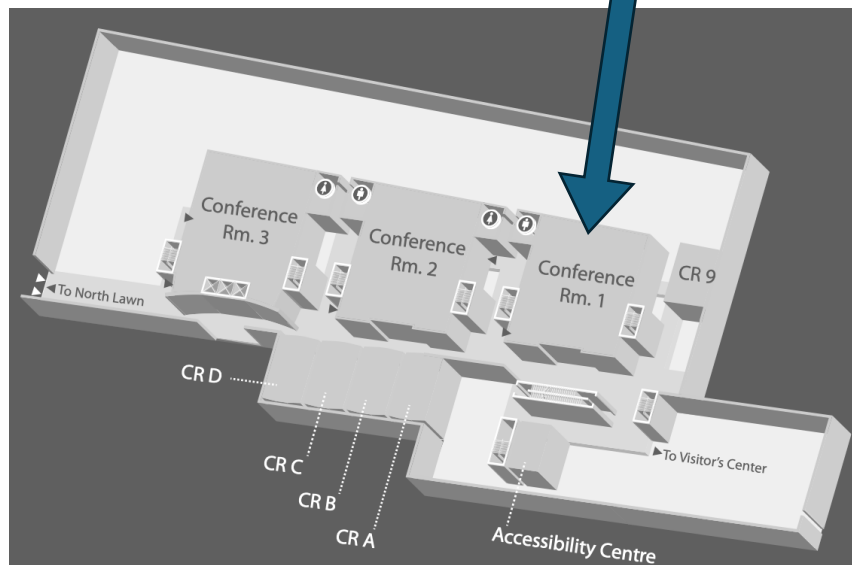 Conference
Rm. 3
Conference
Rm. 2
Conference
Rm. 1
CR 9
To North Lawn
CR D
CR C
CR B
CR A
To Visitor's Center
Accessibility Centre